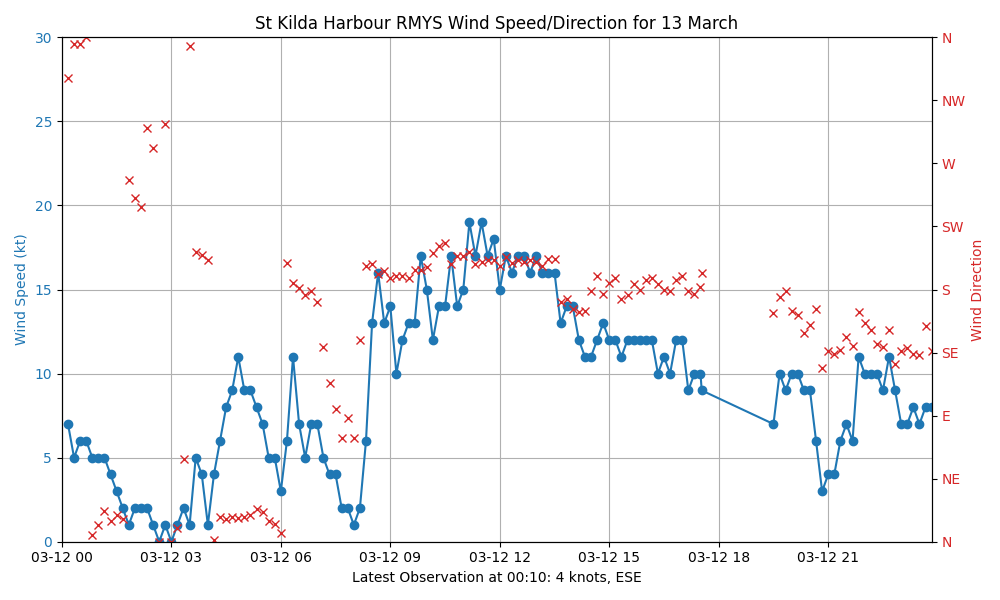 St Kilda Harbour RMYS Wind Speed/Direction for 13 March
30
25
20
15
10
5
0
Wind Speed (kt)
N
NW
W
SW
S
SE
E
NE
N
Wind Direction
03-12 00
03-12 03
03-12 06
03-12 09
03-12 12
03-12 15
03-12 18
03-12 21
Latest Observation at 00:10: 4 knots, ESE